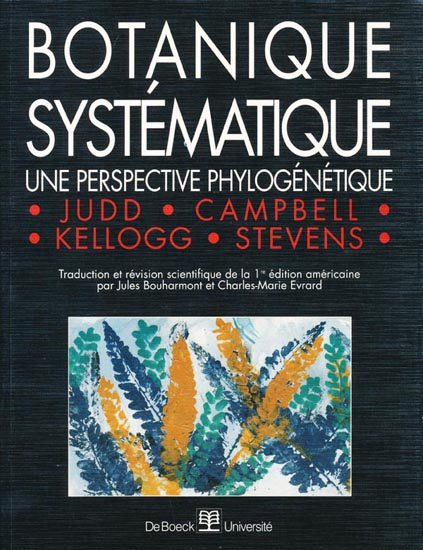 BOTANIQUE
SYSTÉMATIQUE
UNE PERSPECTIVE PHYLOGÉNÉTIQUE
• JUDD • CAMPBELL •
• KELLOGG • STEVENS •
Traduction et révision scientifique de la 1re édition américaine
par Jules Bouharmont et Charles-Marie Evrard
De Boeck Université